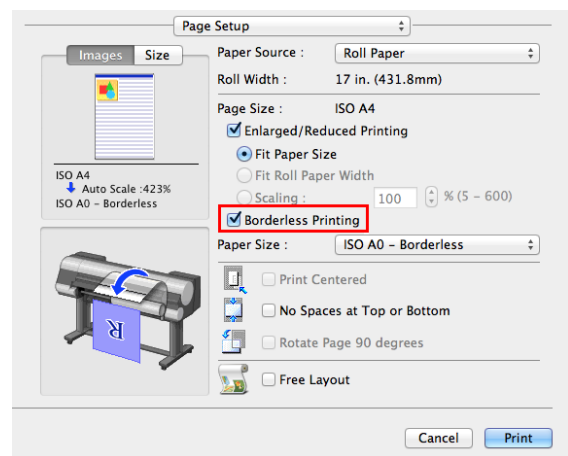 Page Setup
Images Size
Paper Source : Roll Paper
Roll Width : 17 in. (431.8mm)
Page Size : ISO A4
Enlarged/Reduced Printing
Fit Paper Size
Fit Roll Paper Width
Scaling : 100 % (5 - 600)
Borderless Printing
Paper Size : ISO A0 - Borderless
ISO A4
Auto Scale :423%
ISO A0 - Borderless
Print Centered
No Spaces at Top or Bottom
Rotate Page 90 degrees
Free Layout
R
Cancel Print